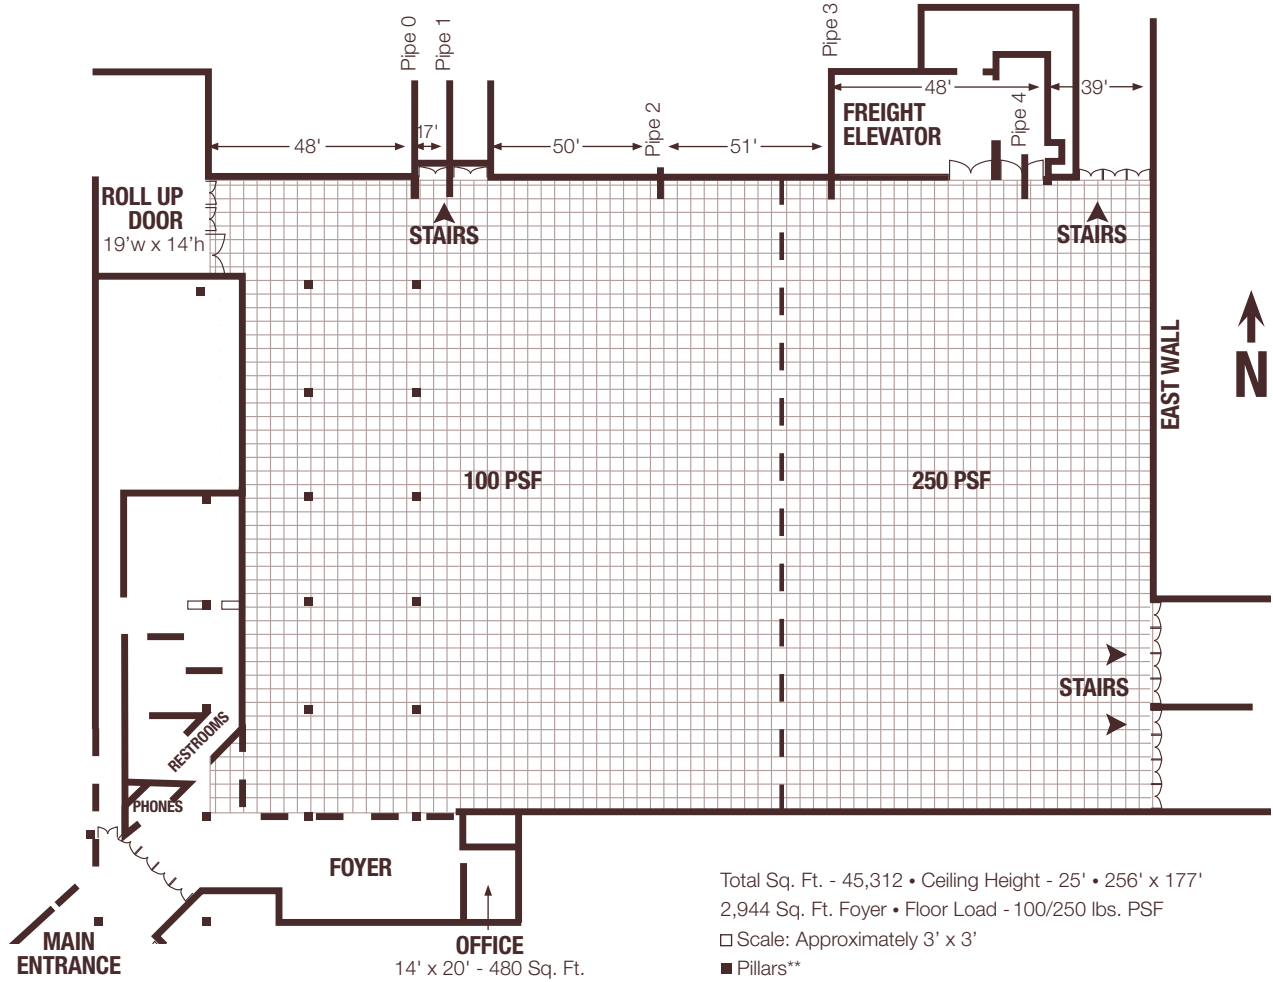 Pipe 0
Pipe 1
Pipe 3
48'
17'
50'
Pipe 2
51'
48'
39'
FREIGHT
ELEVATOR
Pipe 4
ROLL UP
DOOR
19'w x 14'h
STAIRS
STAIRS
EAST WALL
N
100 PSF
250 PSF
STAIRS
RESTROOMS
PHONES
FOYER
MAIN
ENTRANCE
OFFICE
14' x 20' - 480 Sq. Ft.
Total Sq. Ft. - 45,312 • Ceiling Height - 25' • 256' x 177'
2,944 Sq. Ft. Foyer • Floor Load - 100/250 lbs. PSF
Scale: Approximately 3' x 3'
Pillars**